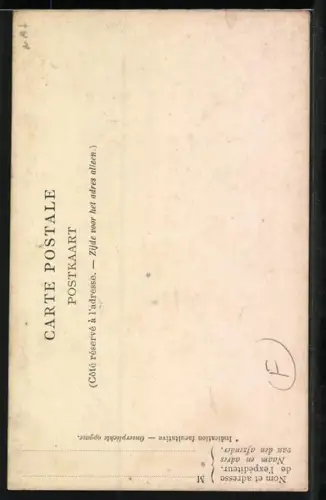 CARTE POSTALE
POSTKAART
(Côté réservé à l'adresse. — Zijde voor het adres alleen.)
M
Nom et adresse
de l'expéditeur,
Naam en adres
van den afzender,
* Indication facultative — Onverplichte opgave.
F